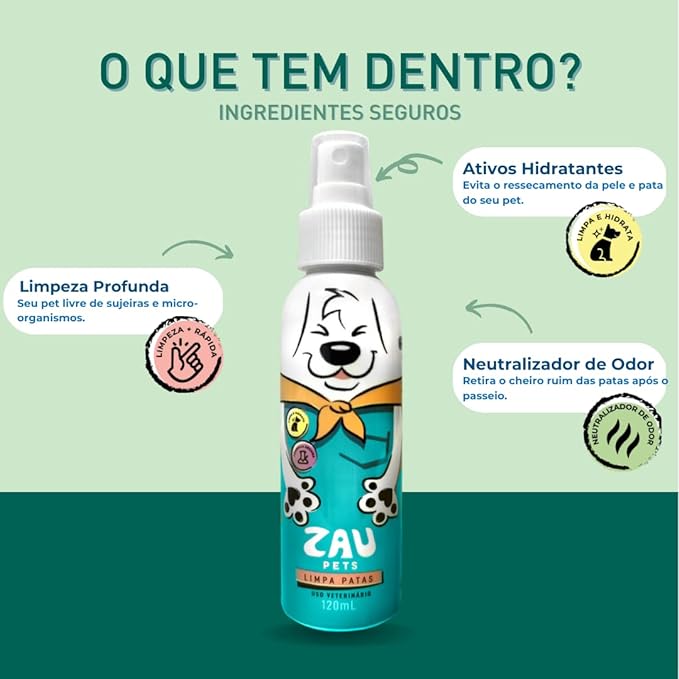 O QUE TEM DENTRO?
INGREDIENTES SEGUROS
Ativos Hidratantes
Evita o ressecamento da pele e pata
do seu pet.
LIMPA E HIDRATA
2
Limpeza Profunda
Seu pet livre de sujeiras e micro-
organismos.
LIMPEZA + RÁPIDA
Neutralizador de Odor
Retira o cheiro ruim das patas após o
passeio.
NEUTRALIZADOR DE ODOR
ZAU
PETS
LIMPA PATAS
USO VETERINÁRIO
120mL